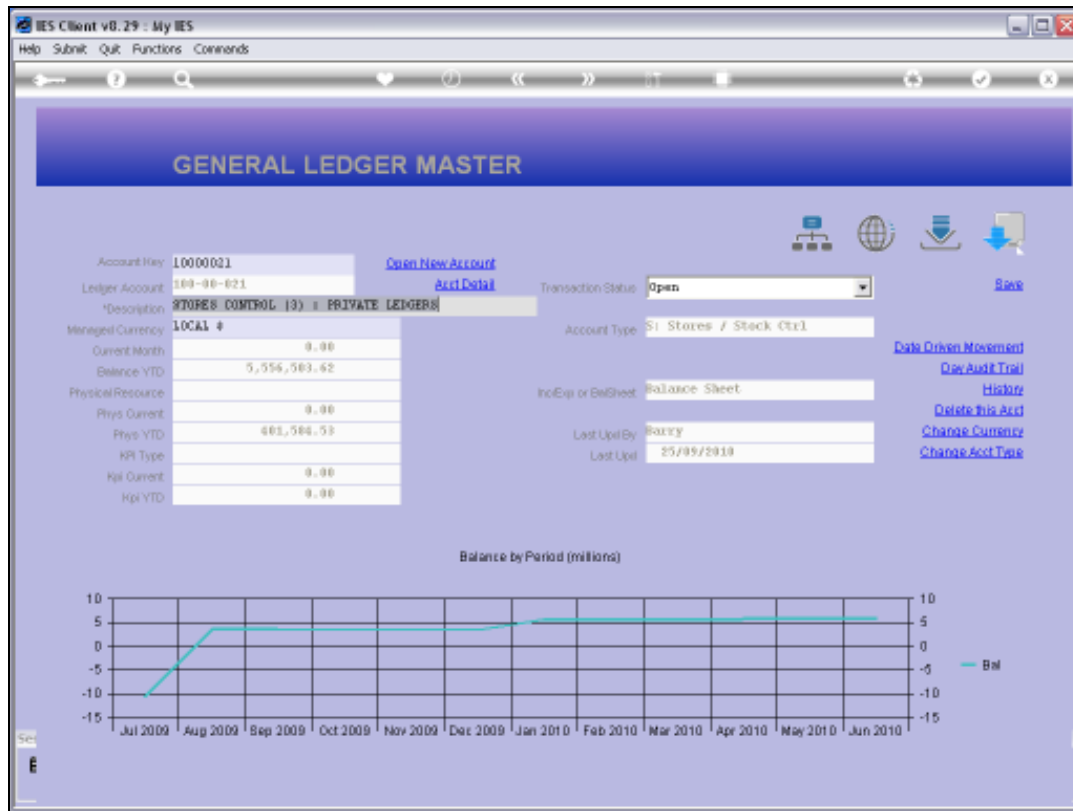 IES Client v8.29 : My IES
Help Submit Quit Functions Commands
GENERAL LEDGER MASTER
Account Key 10000021 Open New Account
Ledger Account 100-00-021 Acct Detail Transaction Status Open Save
*Description STORES CONTROL (3) : PRIVATE LEDGERS
Managed Currency LOCAL # Account Type S: Stores / Stock Ctrl
Current Month 0.00 Date Driven Movement
Balance YTD 5,556,503.62 Day Audit Trail
Physical Resource Inc/Exp or BalSheet Balance Sheet History
Phys Current 0.00 Delete this Acct
Phys YTD 401,504.53 Last Upd By Barry Change Currency
KPI Type Last Upd 25/09/2010 Change Acct Type
Kpi Current 0.00
Kpi YTD 0.00
Balance by Period (millions)
10 10
5 5
0 0
-5 -5
Bal
-10 -10
-15 -15
Jul 2009 Aug 2009 Sep 2009 Oct 2009 Nov 2009 Dec 2009 Jan 2010 Feb 2010 Mar 2010 Apr 2010 May 2010 Jun 2010